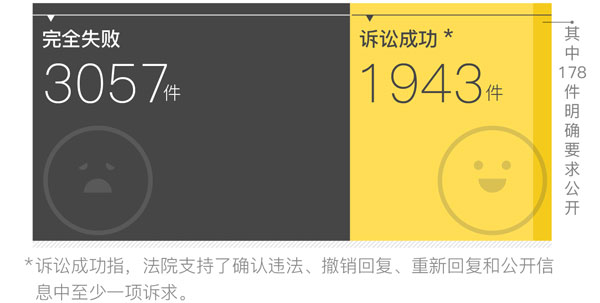 完全失败
3057件
诉讼成功*
1943件
其中178件明确要求公开
*诉讼成功指，法院支持了确认违法、撤销回复、重新回复和公开信
息中至少一项诉求。